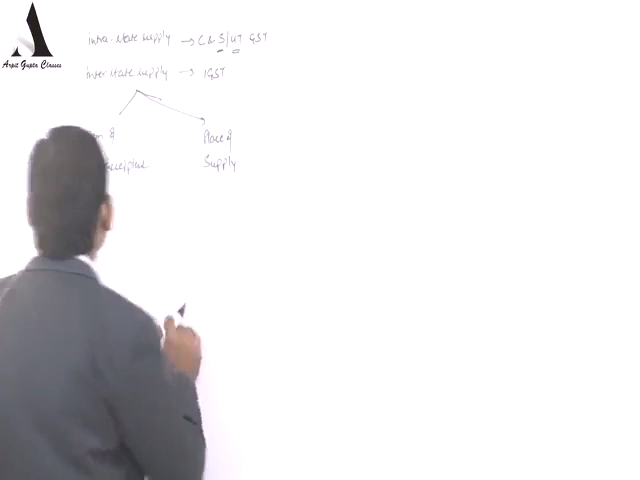 A
Arpit Gupta Classes
Intra-state supply → C & S/UT GST
Inter state supply → IGST
Place of
Supply